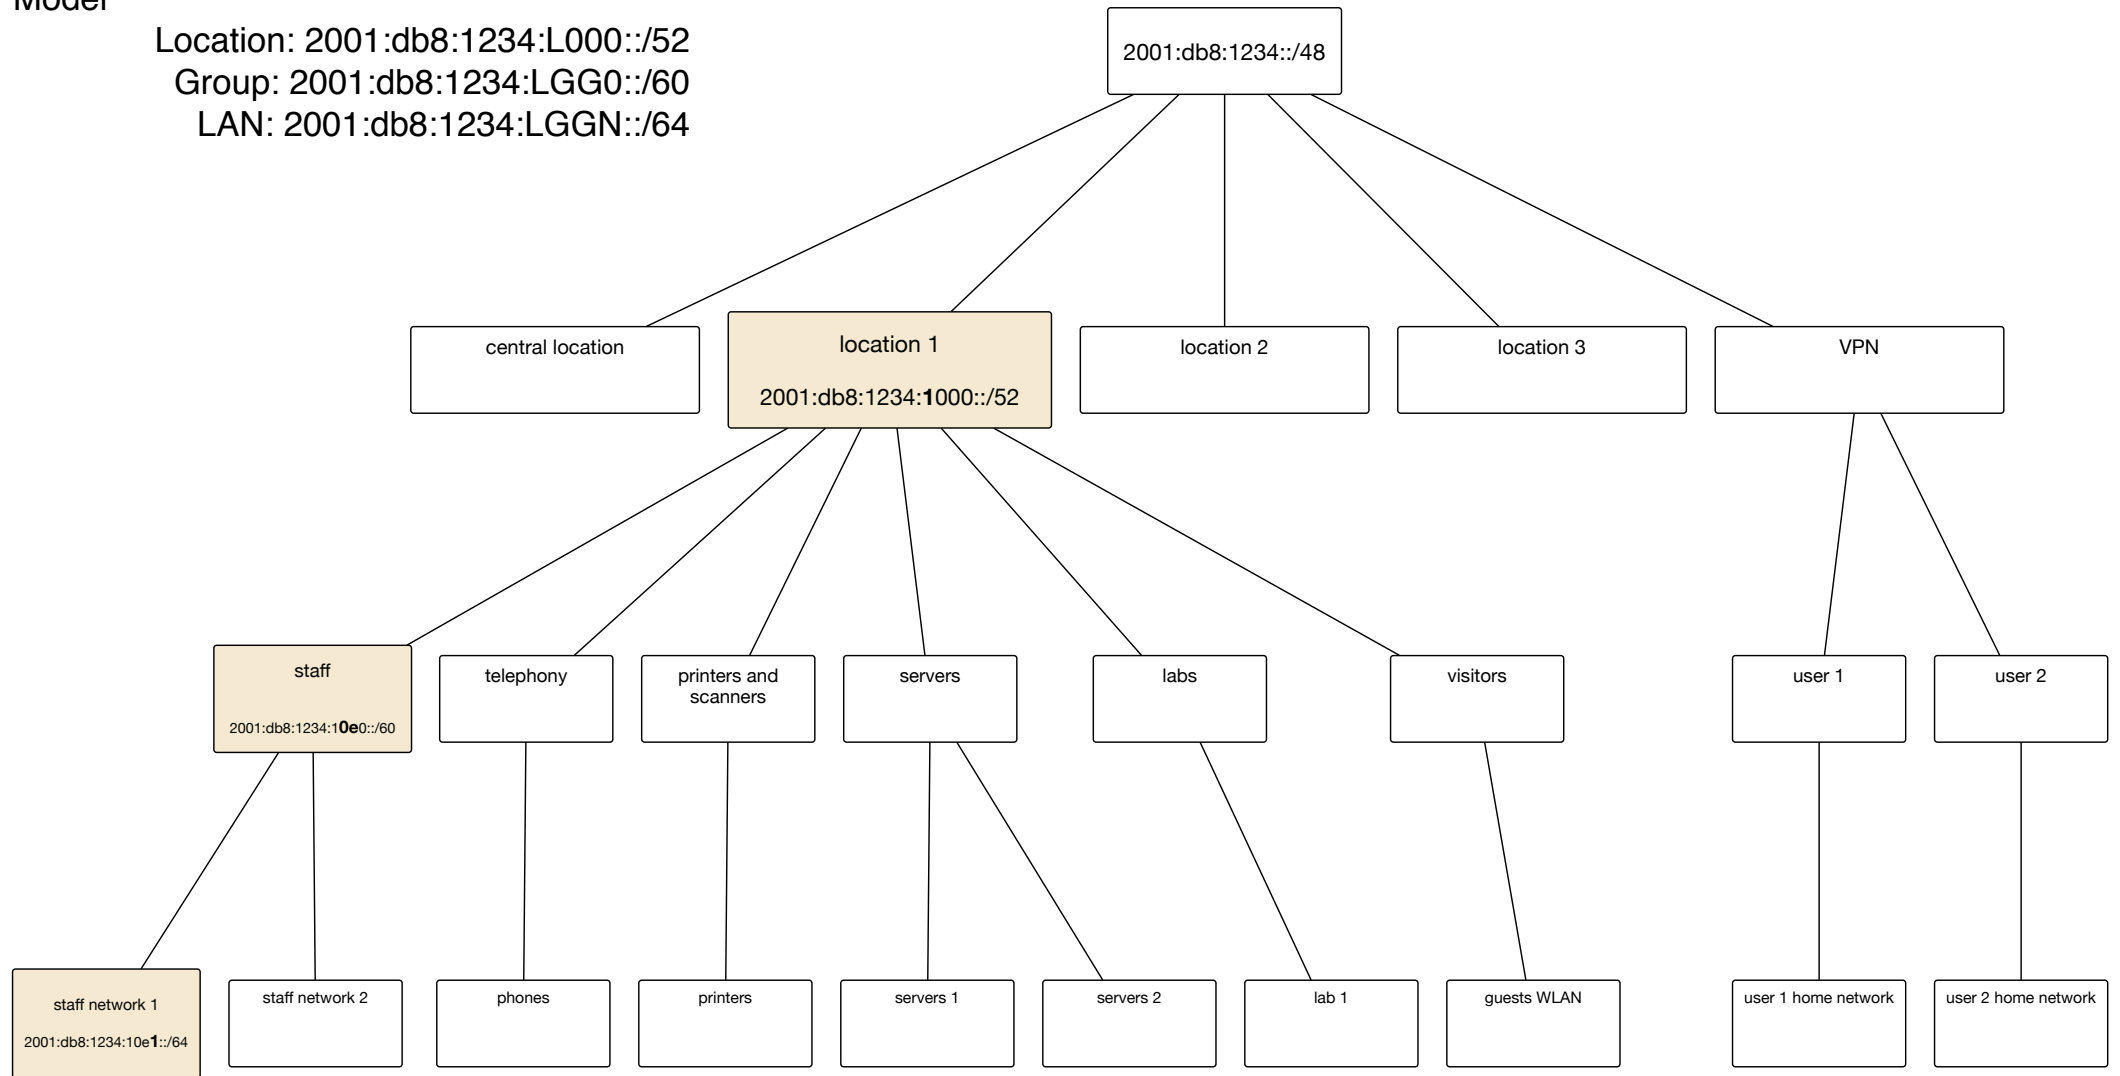 Model
Location: 2001:db8:1234:L000::/52
Group: 2001:db8:1234:LGG0::/60
LAN: 2001:db8:1234:LGGN::/64
2001:db8:1234::/48
central location
location 1
2001:db8:1234:1000::/52
location 2
location 3
VPN
staff
2001:db8:1234:10e0::/60
telephony
printers and
scanners
servers
labs
visitors
user 1
user 2
staff network 1
2001:db8:1234:10e1::/64
staff network 2
phones
printers
servers 1
servers 2
lab 1
guests WLAN
user 1 home network
user 2 home network